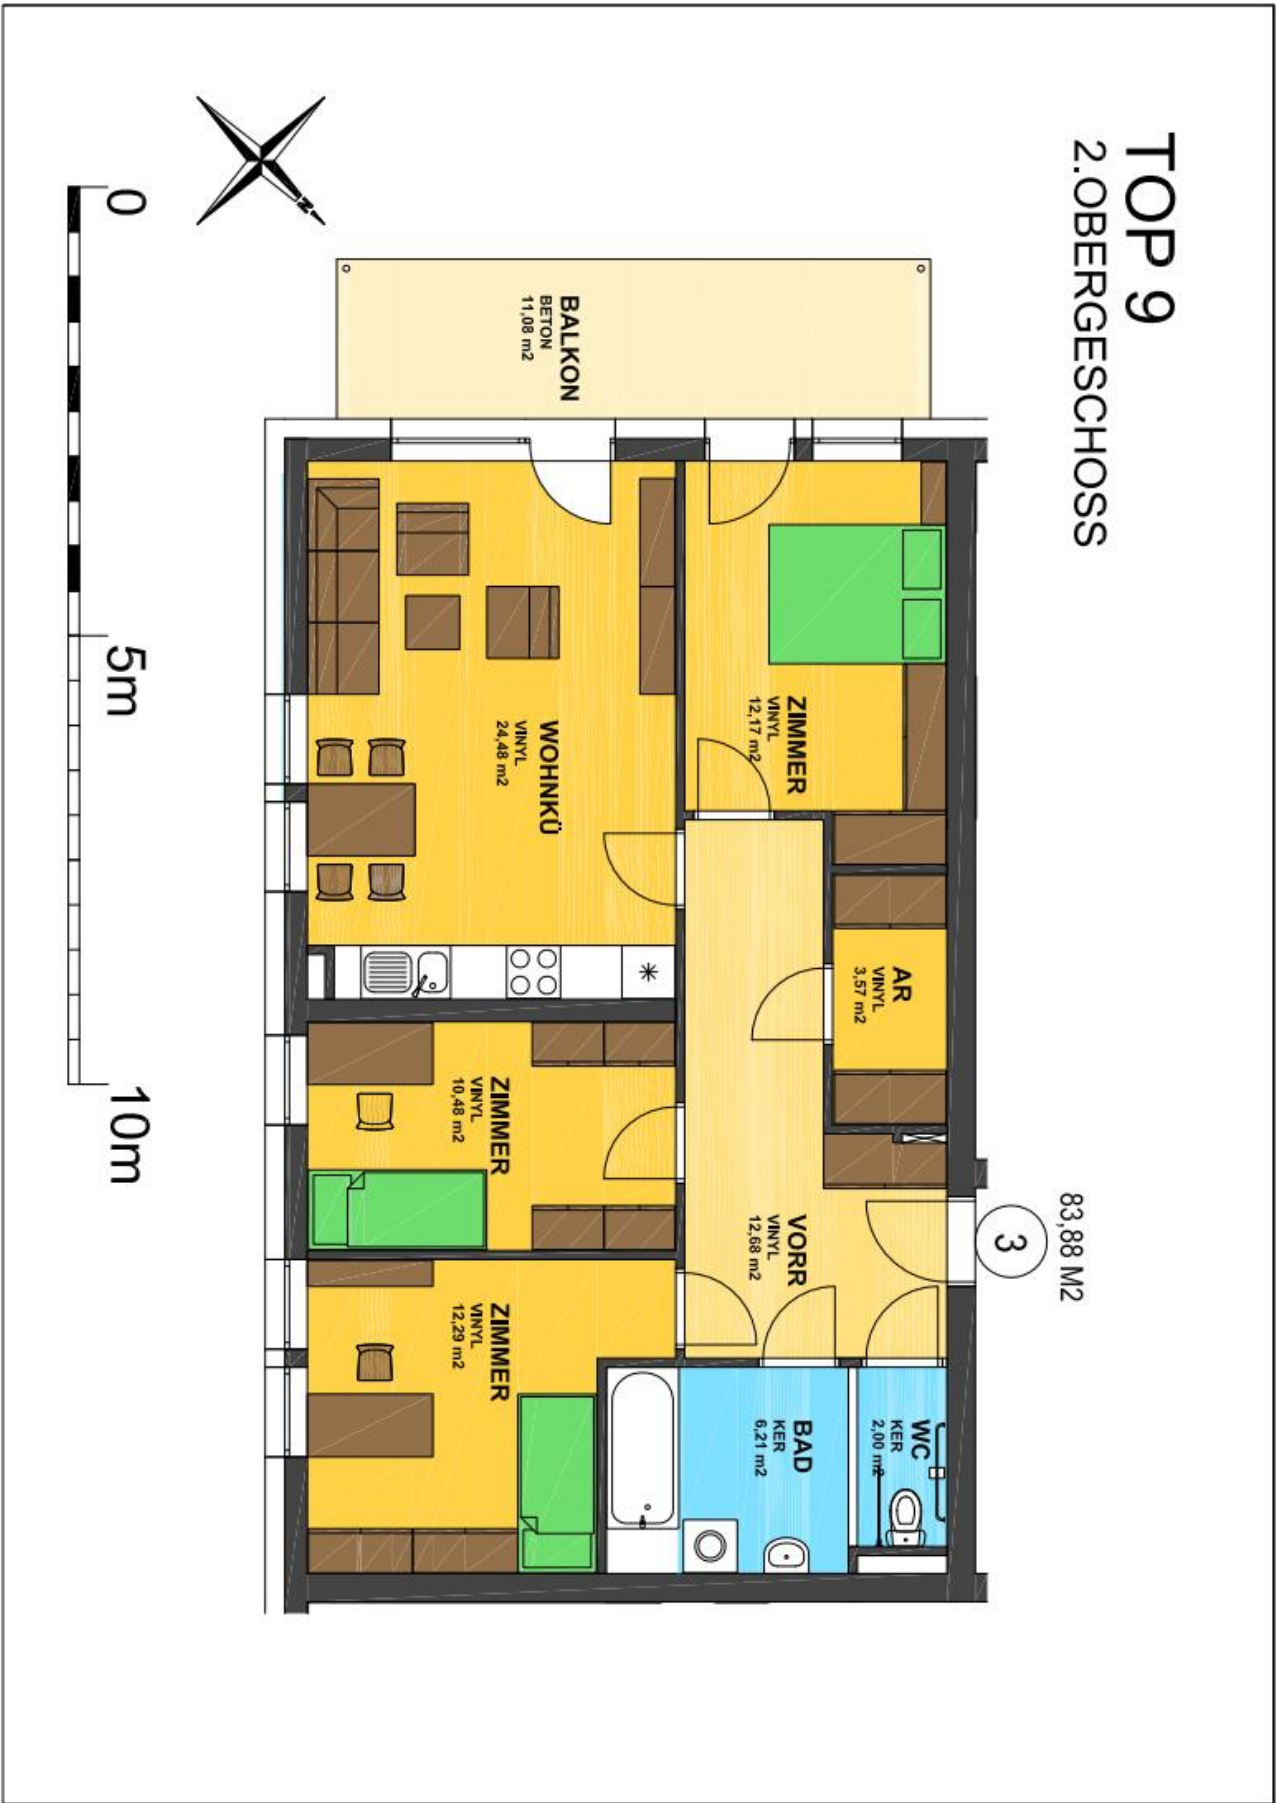 TOP 9
2.OBERGESCHOSS
83,88 M2
3
BALKON
BETON
11,08 m2
ZIMMER
VINYL
12,17 m2
AR
VINYL
3,57 m2
VORR
VINYL
12,68 m2
WC
KER
2,00 m2
BAD
KER
6,21 m2
WOHNKÜ
VINYL
24,48 m2
ZIMMER
VINYL
10,48 m2
ZIMMER
VINYL
12,29 m2
N
0
5m
10m